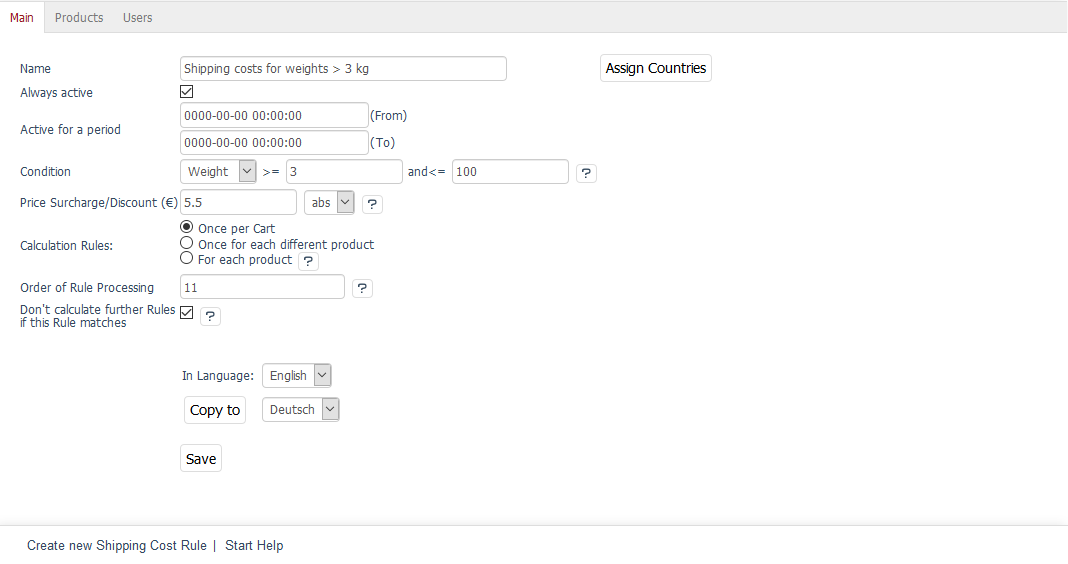 Main Products Users
Name Shipping costs for weights > 3 kg Assign Countries
Always active
Active for a period 0000-00-00 00:00:00 (From)
0000-00-00 00:00:00 (To)
Condition Weight >= 3 and<= 100 ?
Price Surcharge/Discount (€) 5.5 abs ?
Calculation Rules: Once per Cart
Once for each different product
For each product ?
Order of Rule Processing 11 ?
Don't calculate further Rules
if this Rule matches ?
In Language: English
Copy to Deutsch
Save
Create new Shipping Cost Rule | Start Help